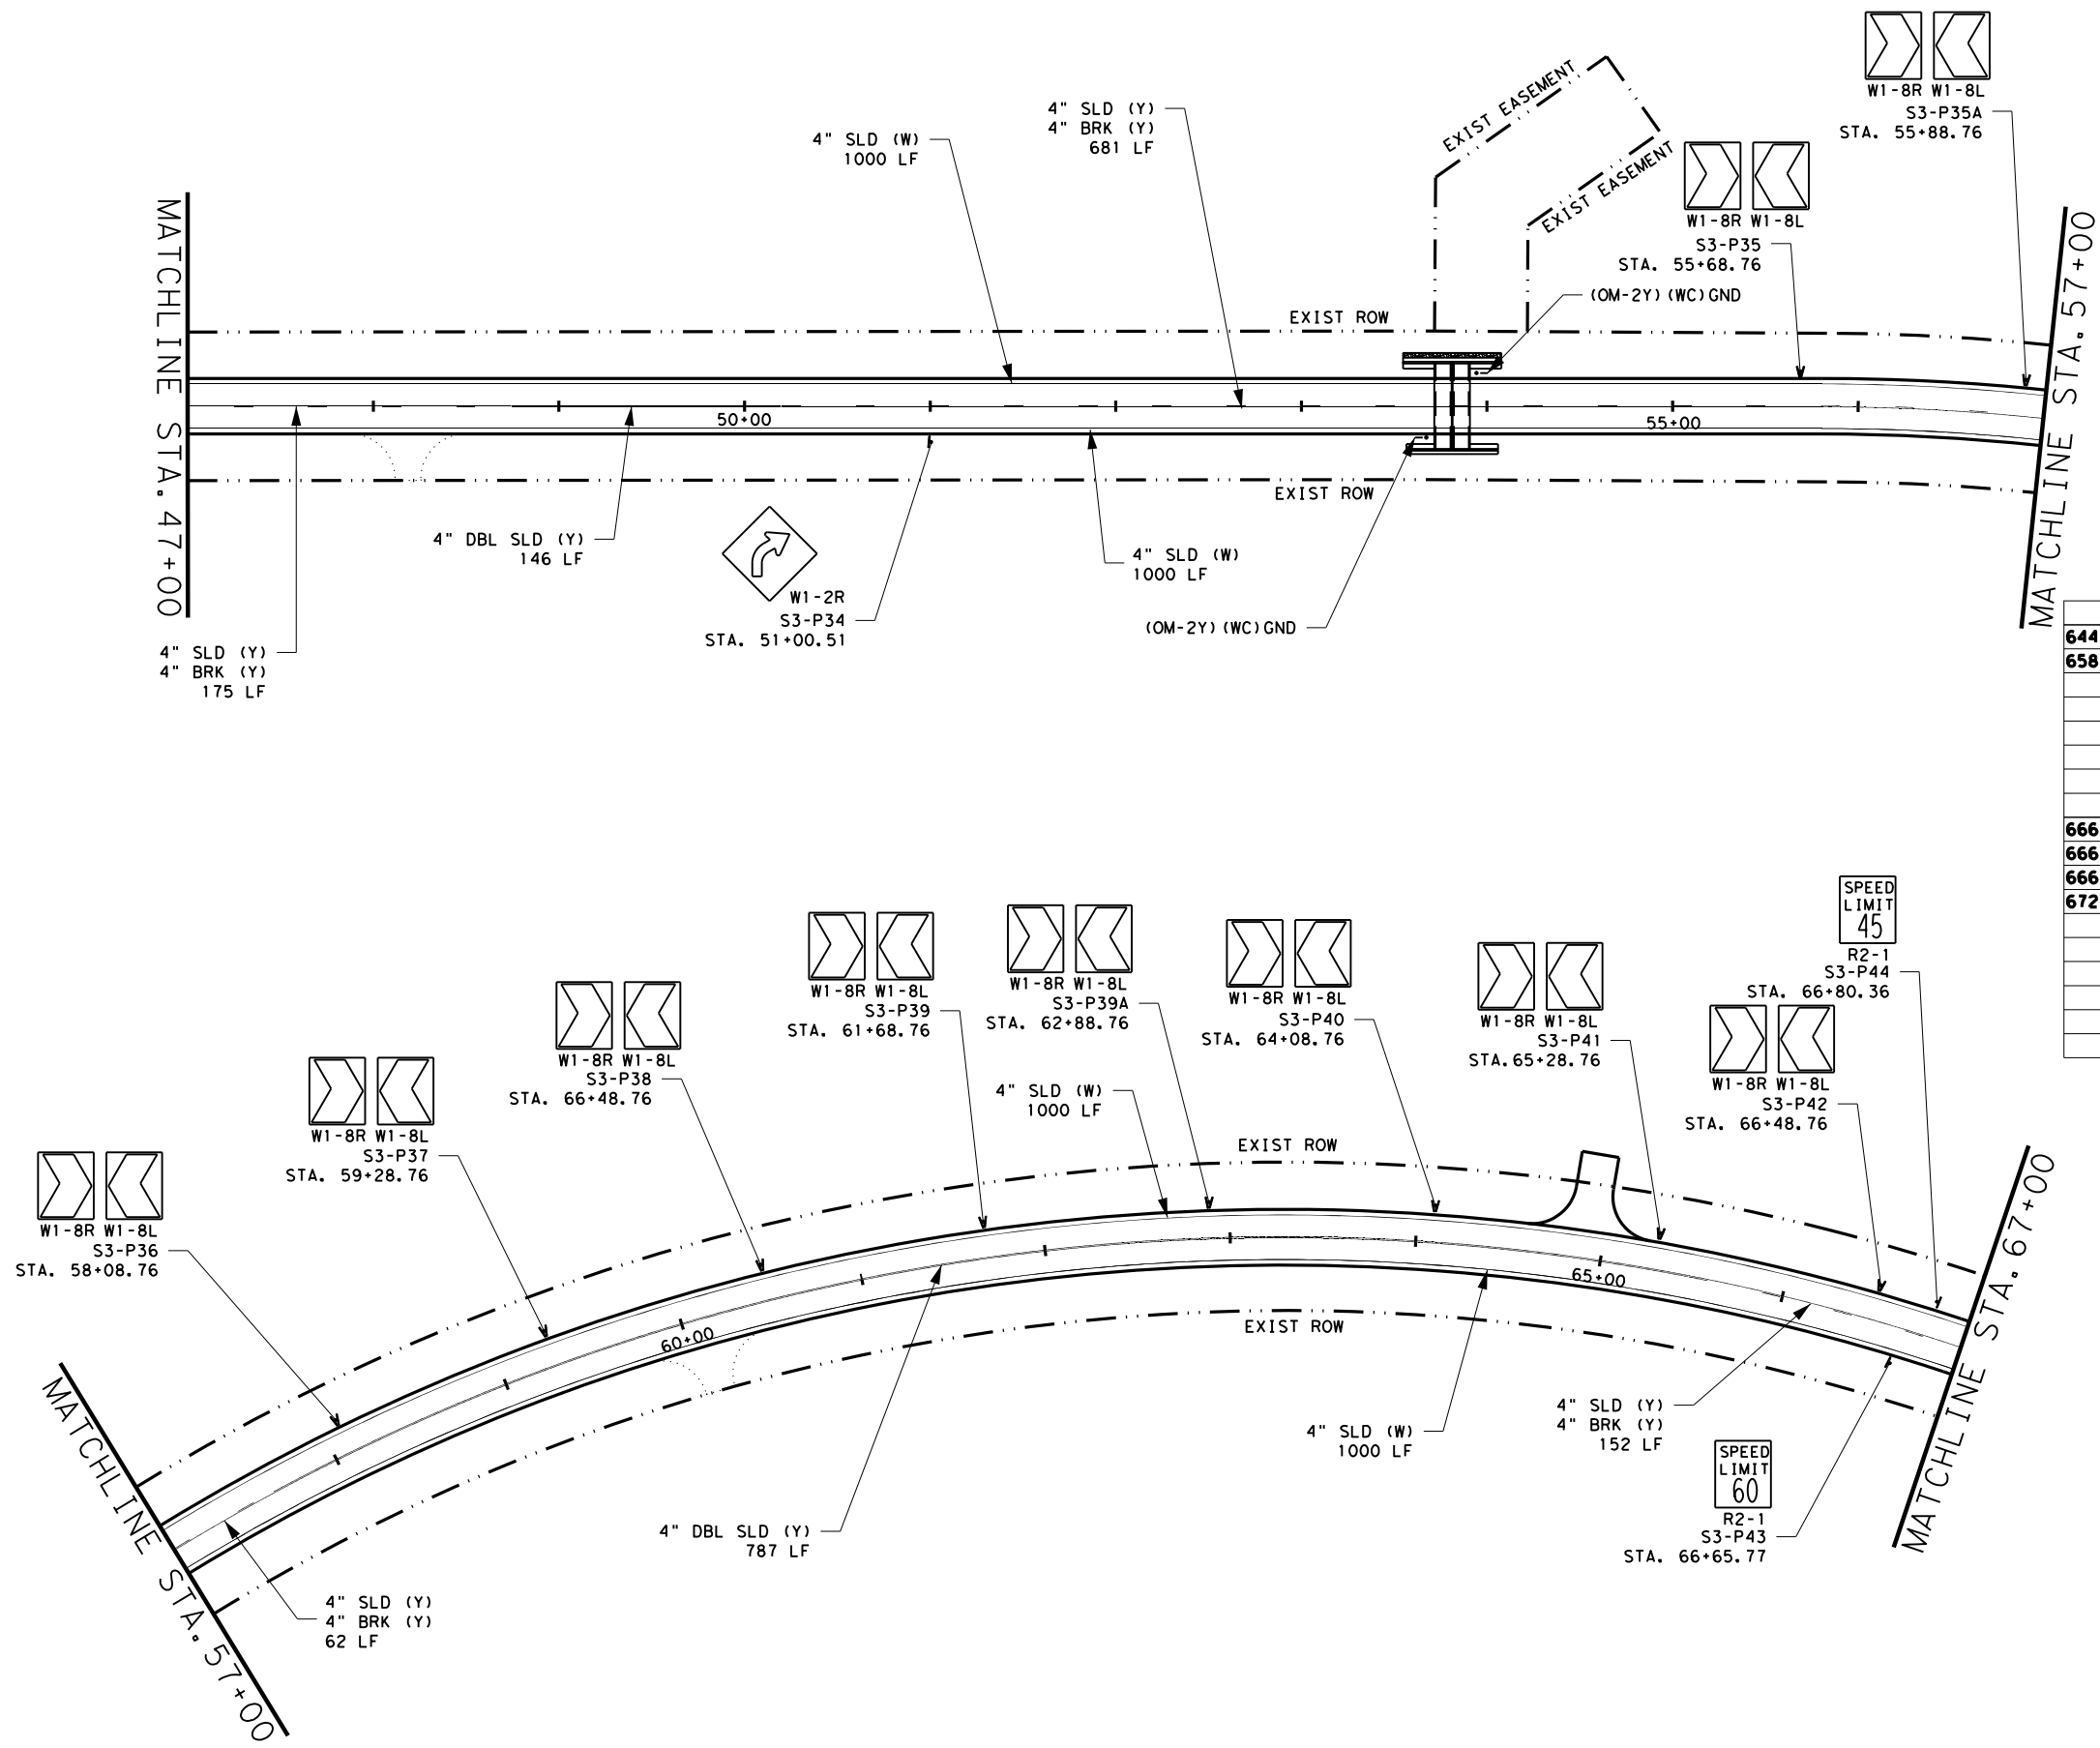 W1-8R W1-8L
S3-P35A
STA. 55+88.76
4" SLD (Y)
4" BRK (Y)
681 LF
4" SLD (W)
1000 LF
EXIST EASEMENT
EXIST EASEMENT
W1-8R W1-8L
S3-P35
STA. 55+68.76
(OM-2Y)(WC)GND
EXIST ROW
MATCHLINE STA.47+00
MATCHLINE STA.57+00
50+00
55+00
EXIST ROW
4" DBL SLD (Y)
146 LF
4" SLD (W)
1000 LF
W1-2R
S3-P34
STA. 51+00.51
(OM-2Y)(WC)GND
4" SLD (Y)
4" BRK (Y)
175 LF
644
658
666
666
666
672
SPEED
LIMIT
45
R2-1
S3-P44
STA. 66+80.36
W1-8R W1-8L
S3-P39
STA. 61+68.76
W1-8R W1-8L
S3-P39A
STA. 62+88.76
W1-8R W1-8L
S3-P40
STA. 64+08.76
W1-8R W1-8L
S3-P41
STA.65+28.76
W1-8R W1-8L
S3-P42
STA. 66+48.76
W1-8R W1-8L
S3-P38
STA. 66+48.76
4" SLD (W)
1000 LF
W1-8R W1-8L
S3-P37
STA. 59+28.76
EXIST ROW
W1-8R W1-8L
S3-P36
STA. 58+08.76
65+00
60+00
EXIST ROW
MATCHLINE STA.57+00
MATCHLINE STA.67+00
4" SLD (W)
1000 LF
4" SLD (Y)
4" BRK (Y)
152 LF
SPEED
LIMIT
60
R2-1
S3-P43
STA. 66+65.77
4" DBL SLD (Y)
787 LF
4" SLD (Y)
4" BRK (Y)
62 LF